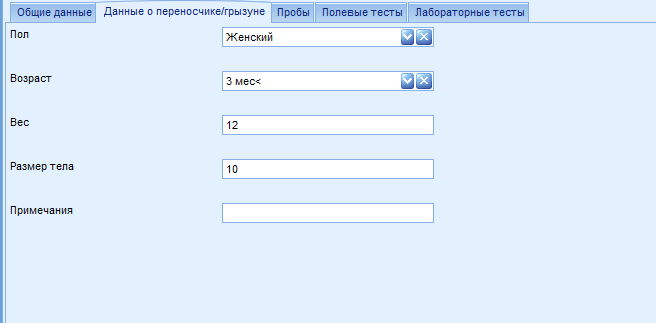 Общие данные Данные о переносчике/грызуне Пробы Полевые тесты Лабораторные тесты
Пол Женский
Возраст 3 мес<
Вес 12
Размер тела 10
Примечания